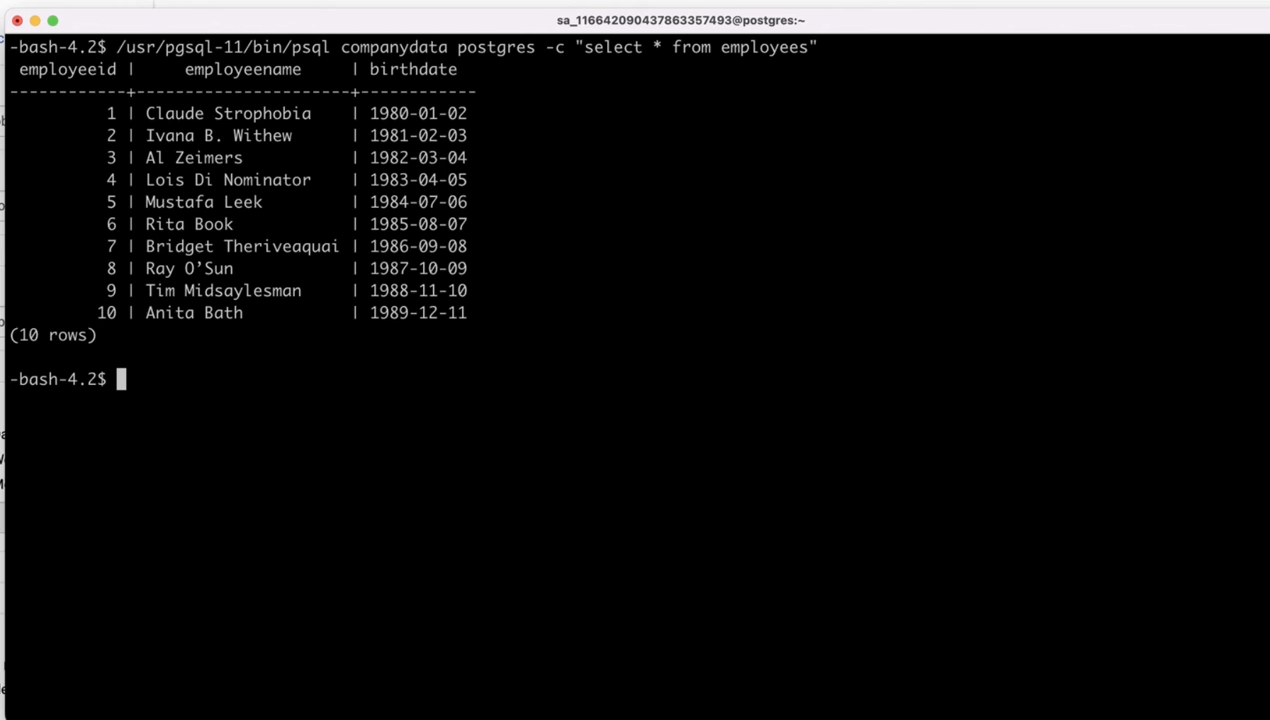 sa_116642090437863357493@postgres:~
-bash-4.2$ /usr/pgsql-11/bin/psql companydata postgres -c "select * from employees"
 employeeid |     employeename     | birthdate
------------+----------------------+------------
          1 | Claude Strophobia    | 1980-01-02
          2 | Ivana B. Withew      | 1981-02-03
          3 | Al Zeimers           | 1982-03-04
          4 | Lois Di Nominator    | 1983-04-05
          5 | Mustafa Leek         | 1984-07-06
          6 | Rita Book            | 1985-08-07
          7 | Bridget Theriveaquai | 1986-09-08
          8 | Ray O’Sun            | 1987-10-09
          9 | Tim Midsaylesman     | 1988-11-10
         10 | Anita Bath           | 1989-12-11
(10 rows)
-bash-4.2$